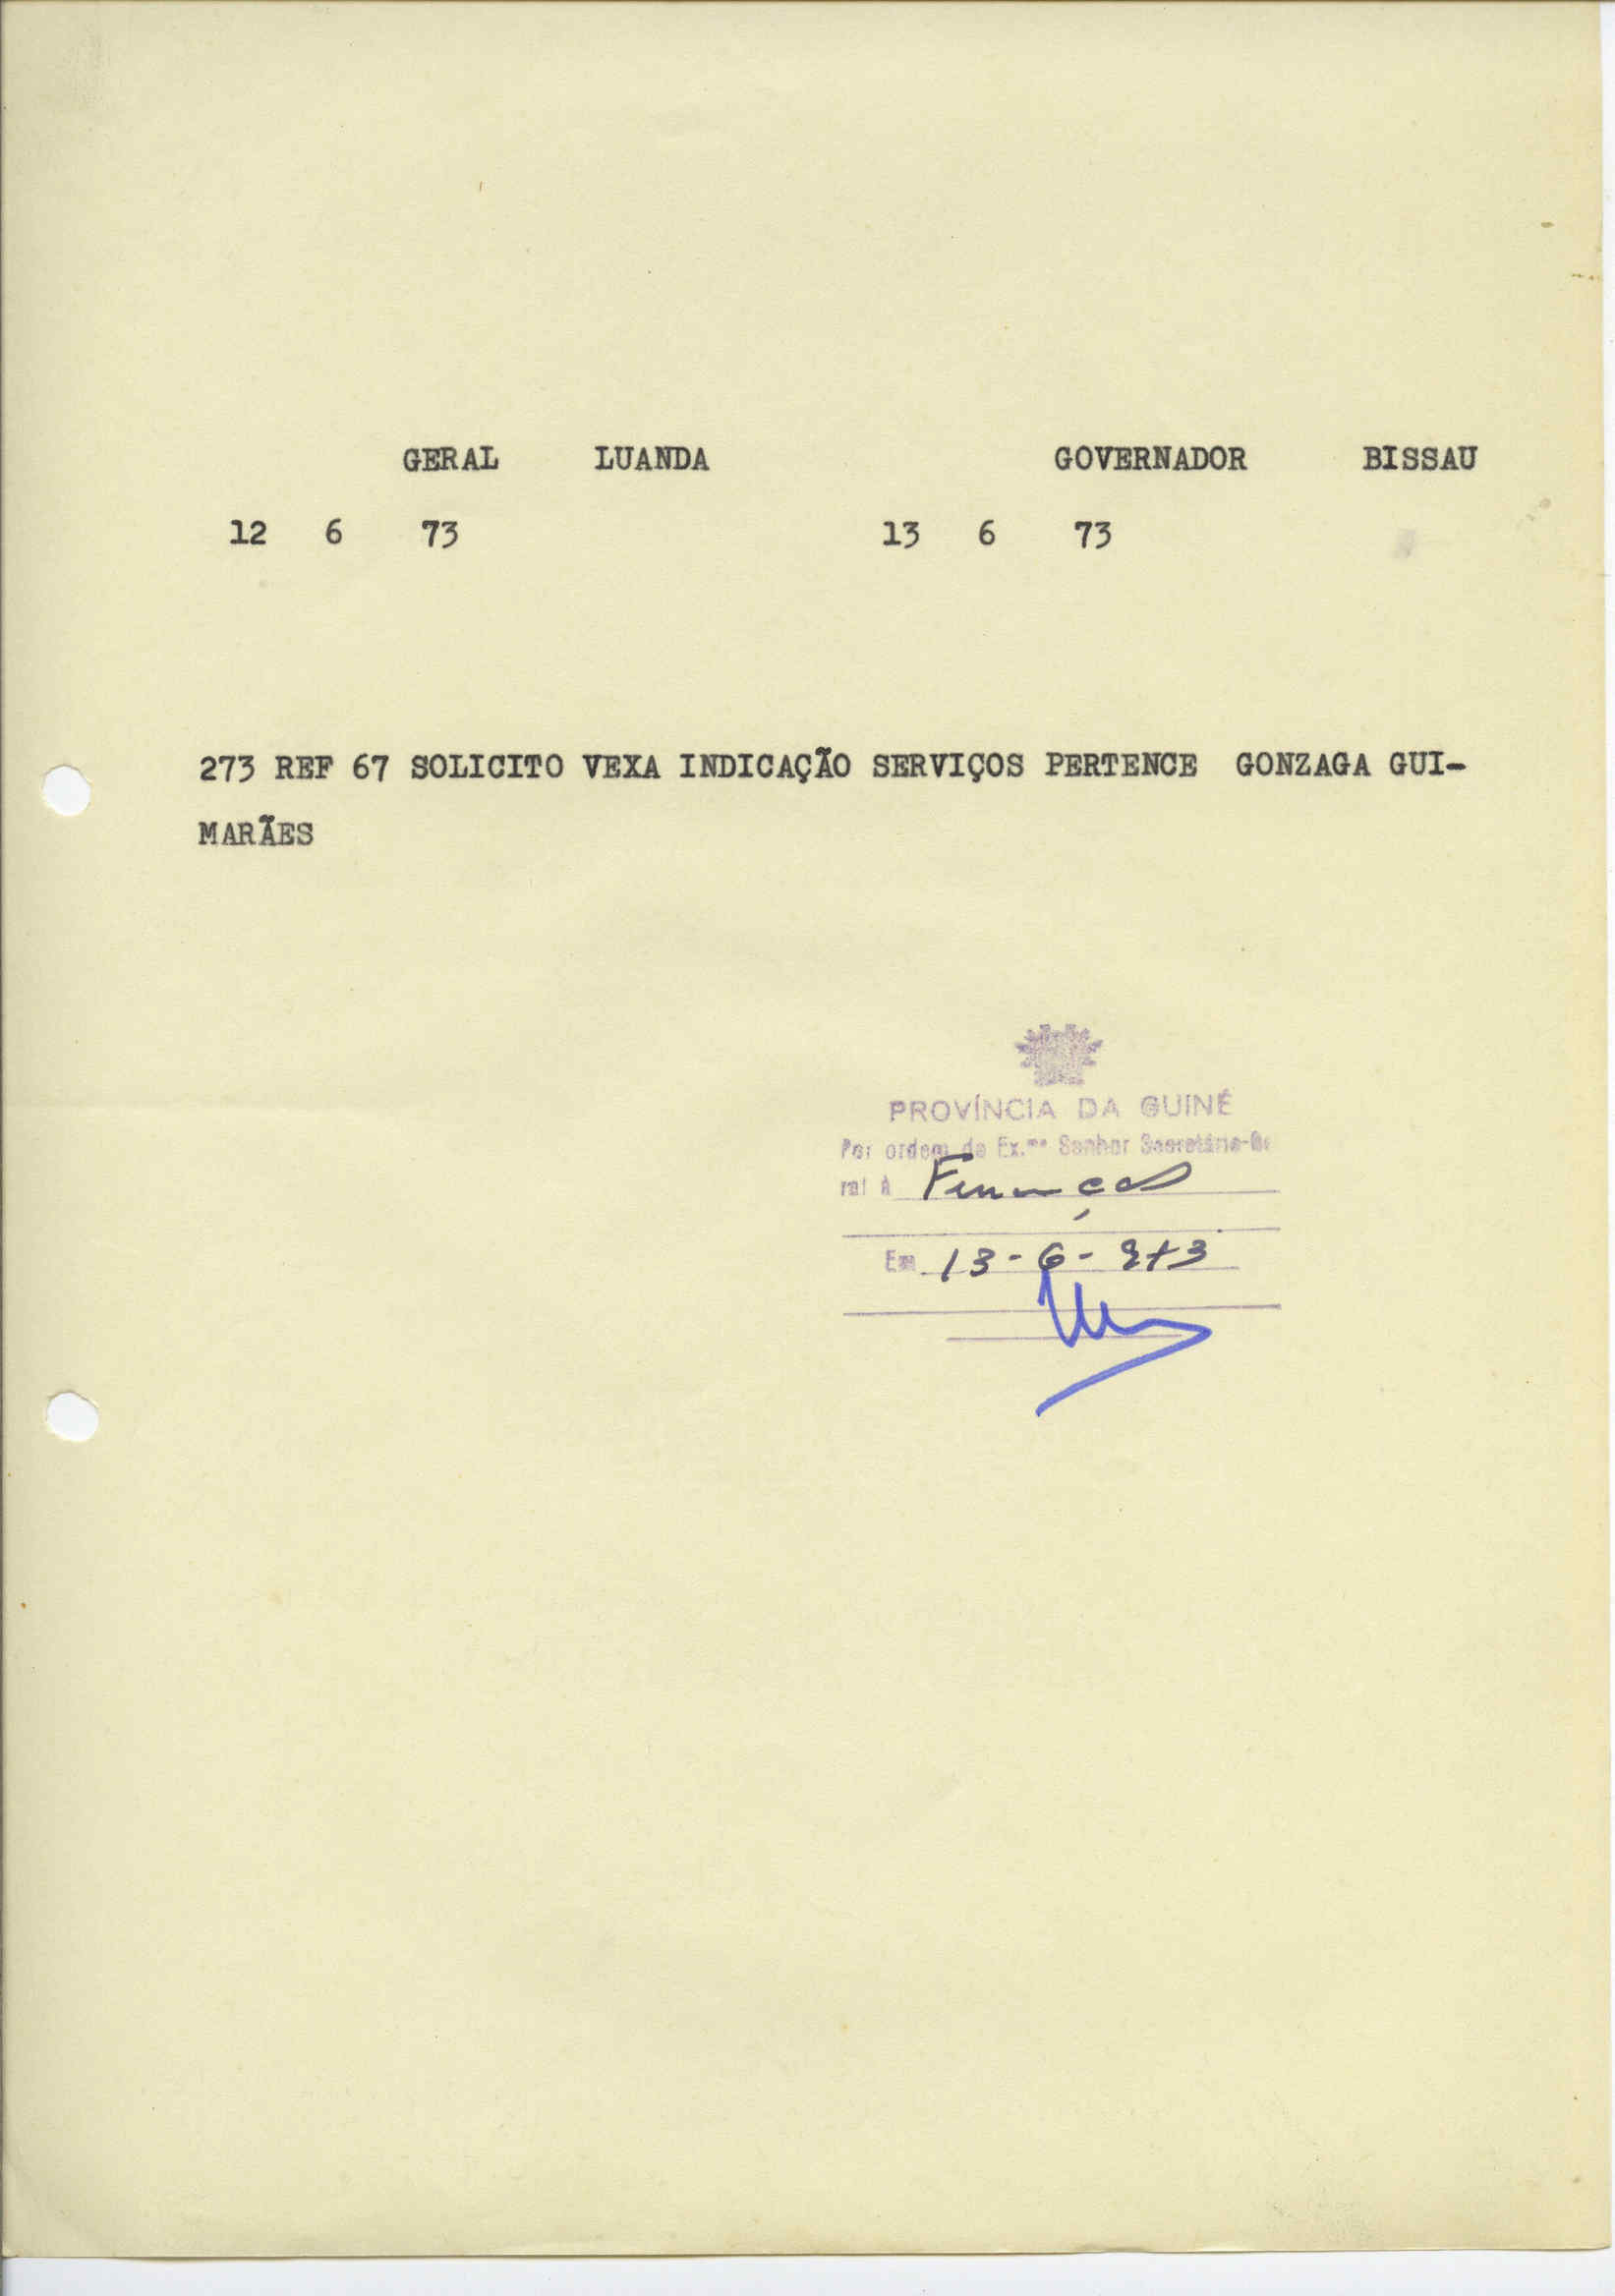 GERAL LUANDA GOVERNADOR BISSAU
12 6 73 13 6 73
273 REF 67 SOLICITO VEXA INDICAÇÃO SERVIÇOS PERTENCE GONZAGA GUI-
MARÃES
PROVÍNCIA DA GUINÉ
Por ordem de Ex.mo Senhor Secretário-Ge
ral à Finanças
Em 13-6-973